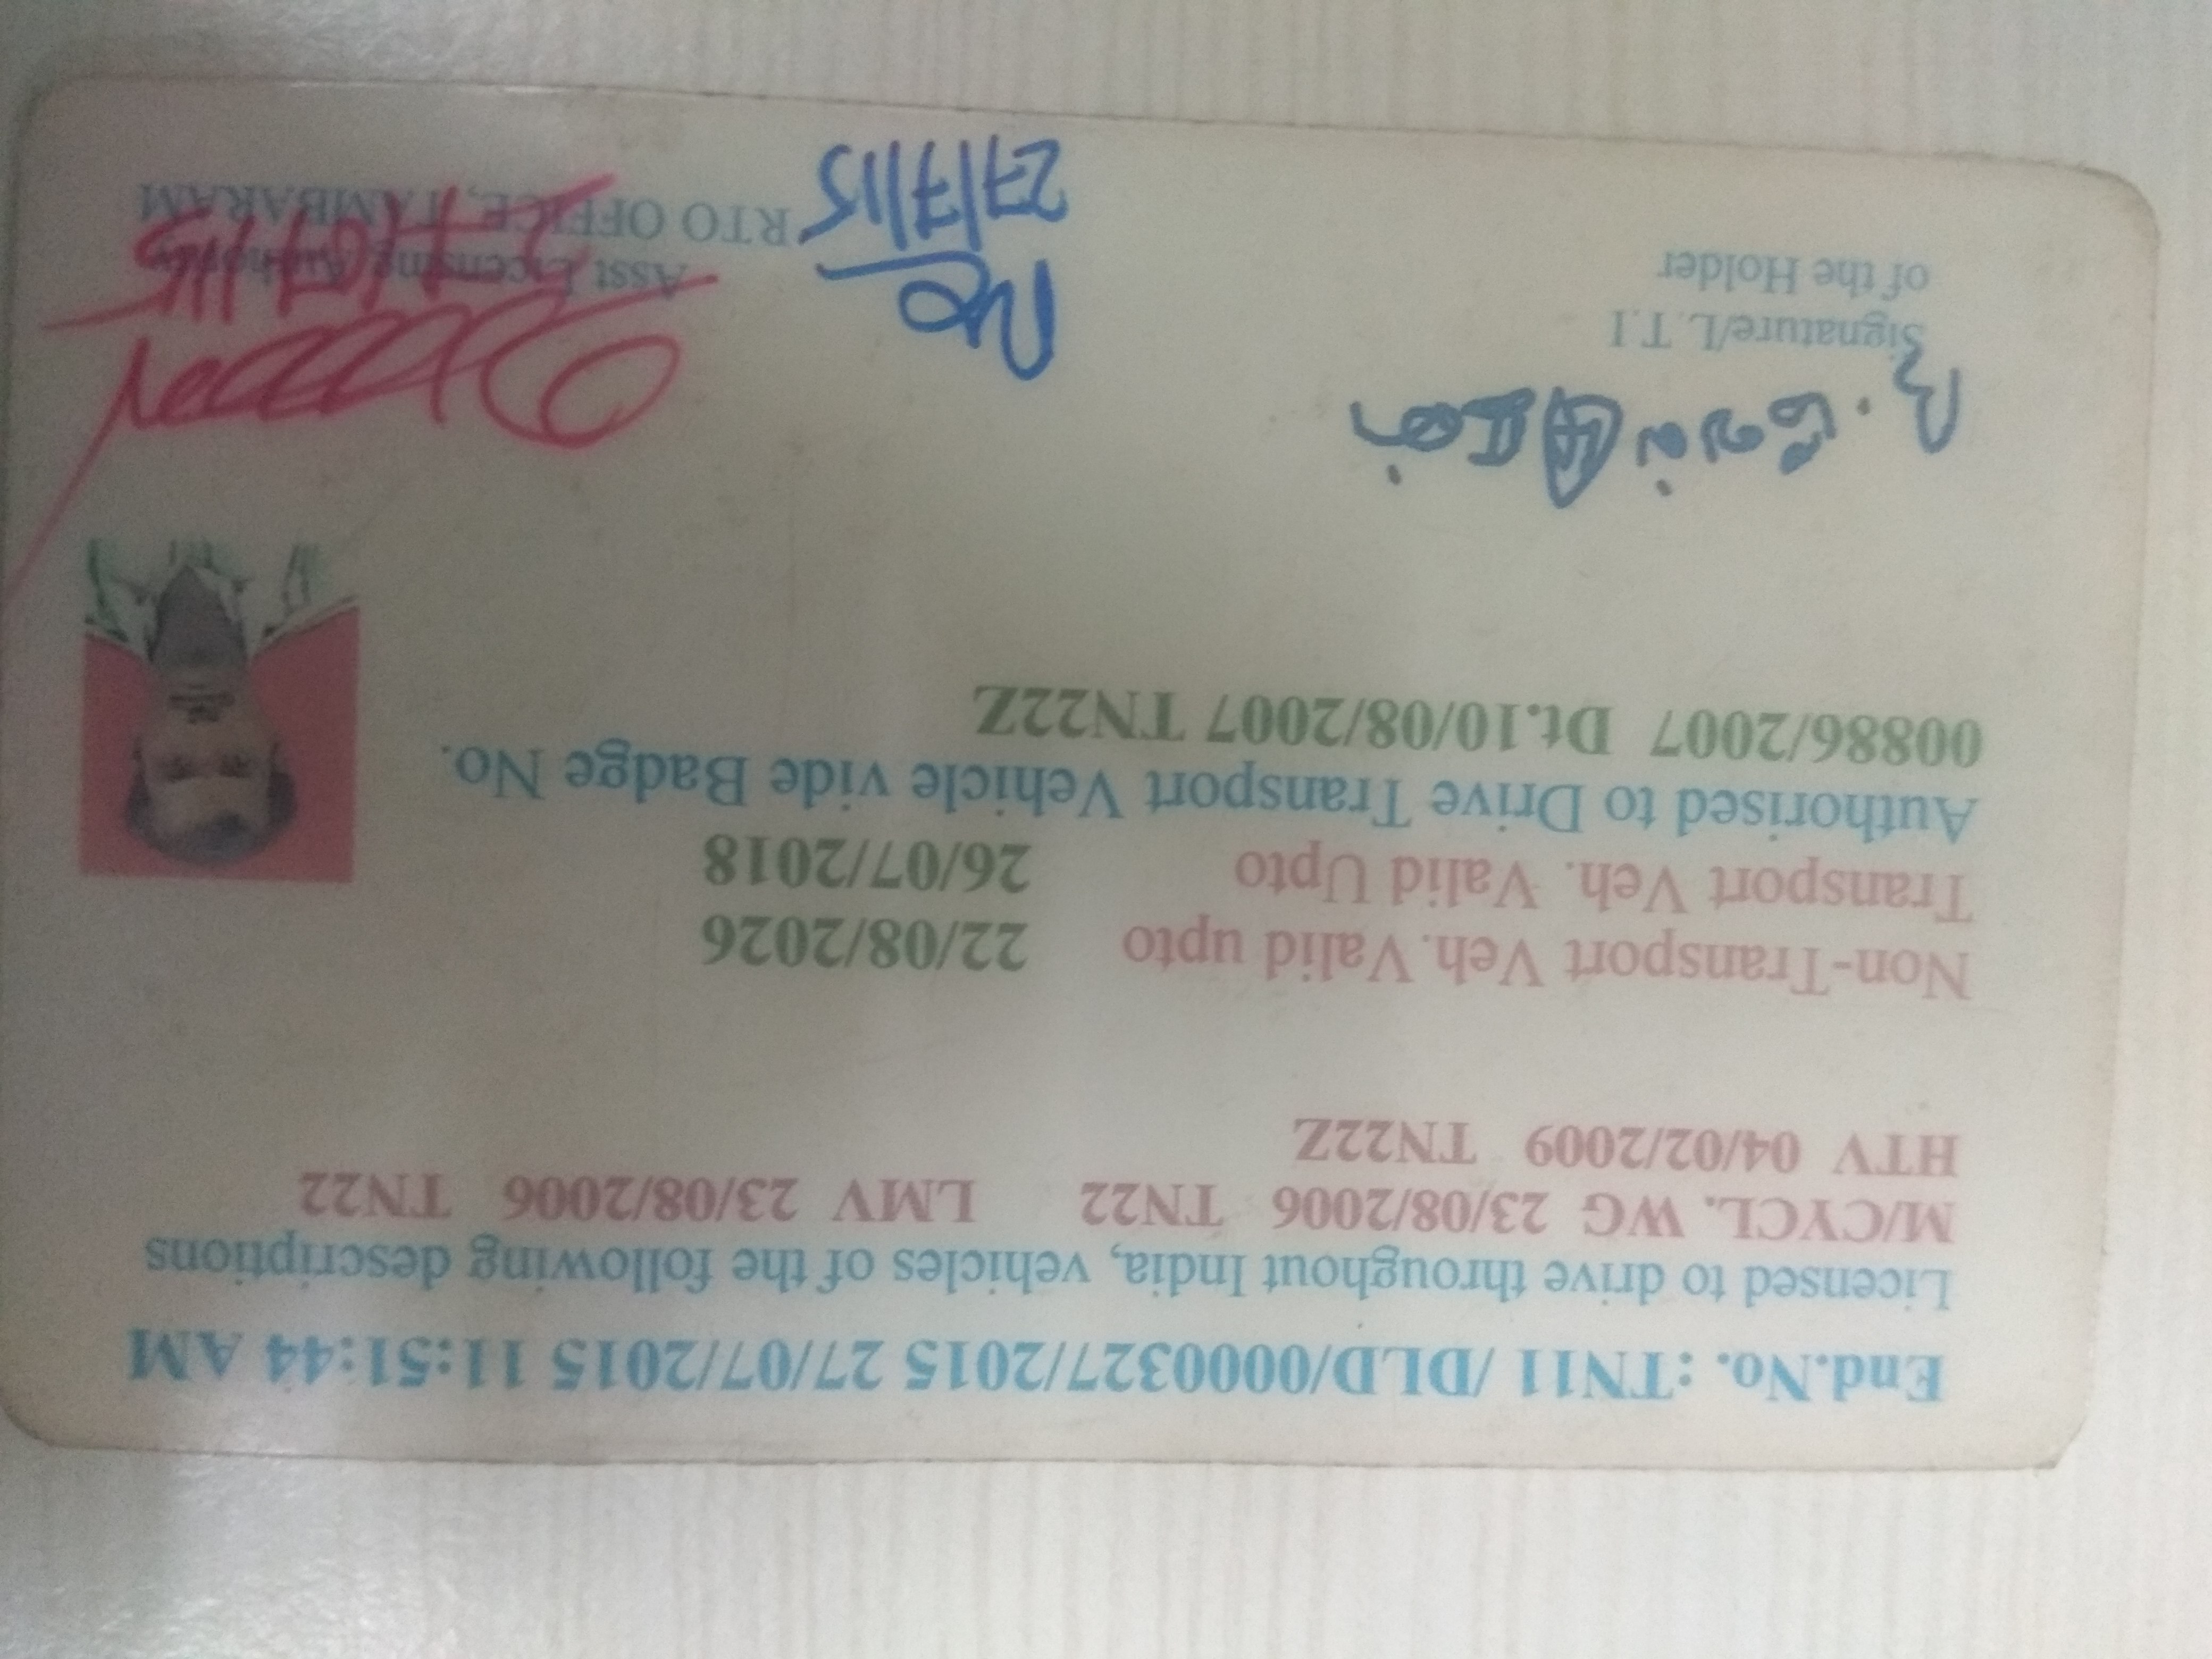 End.No. :TN11 /DLD/0000327/2015 27/07/2015 11:51:44 AM
Licensed to drive throughout India, vehicles of the following descriptions
M/CYCL. WG 23/08/2006 TN22 LMV 23/08/2006 TN22
HTV 04/02/2009 TN22Z
Non-Transport Veh. Valid upto 22/08/2026
Transport Veh. Valid Upto 26/07/2018
Authorised to Drive Transport Vehicle vide Badge No.
00886/2007 Dt.10/08/2007 TN22Z
Signature/L.T.I
of the Holder
27/7/15
Asst Licensing Authority
RTO OFFICE, TAMBARAM